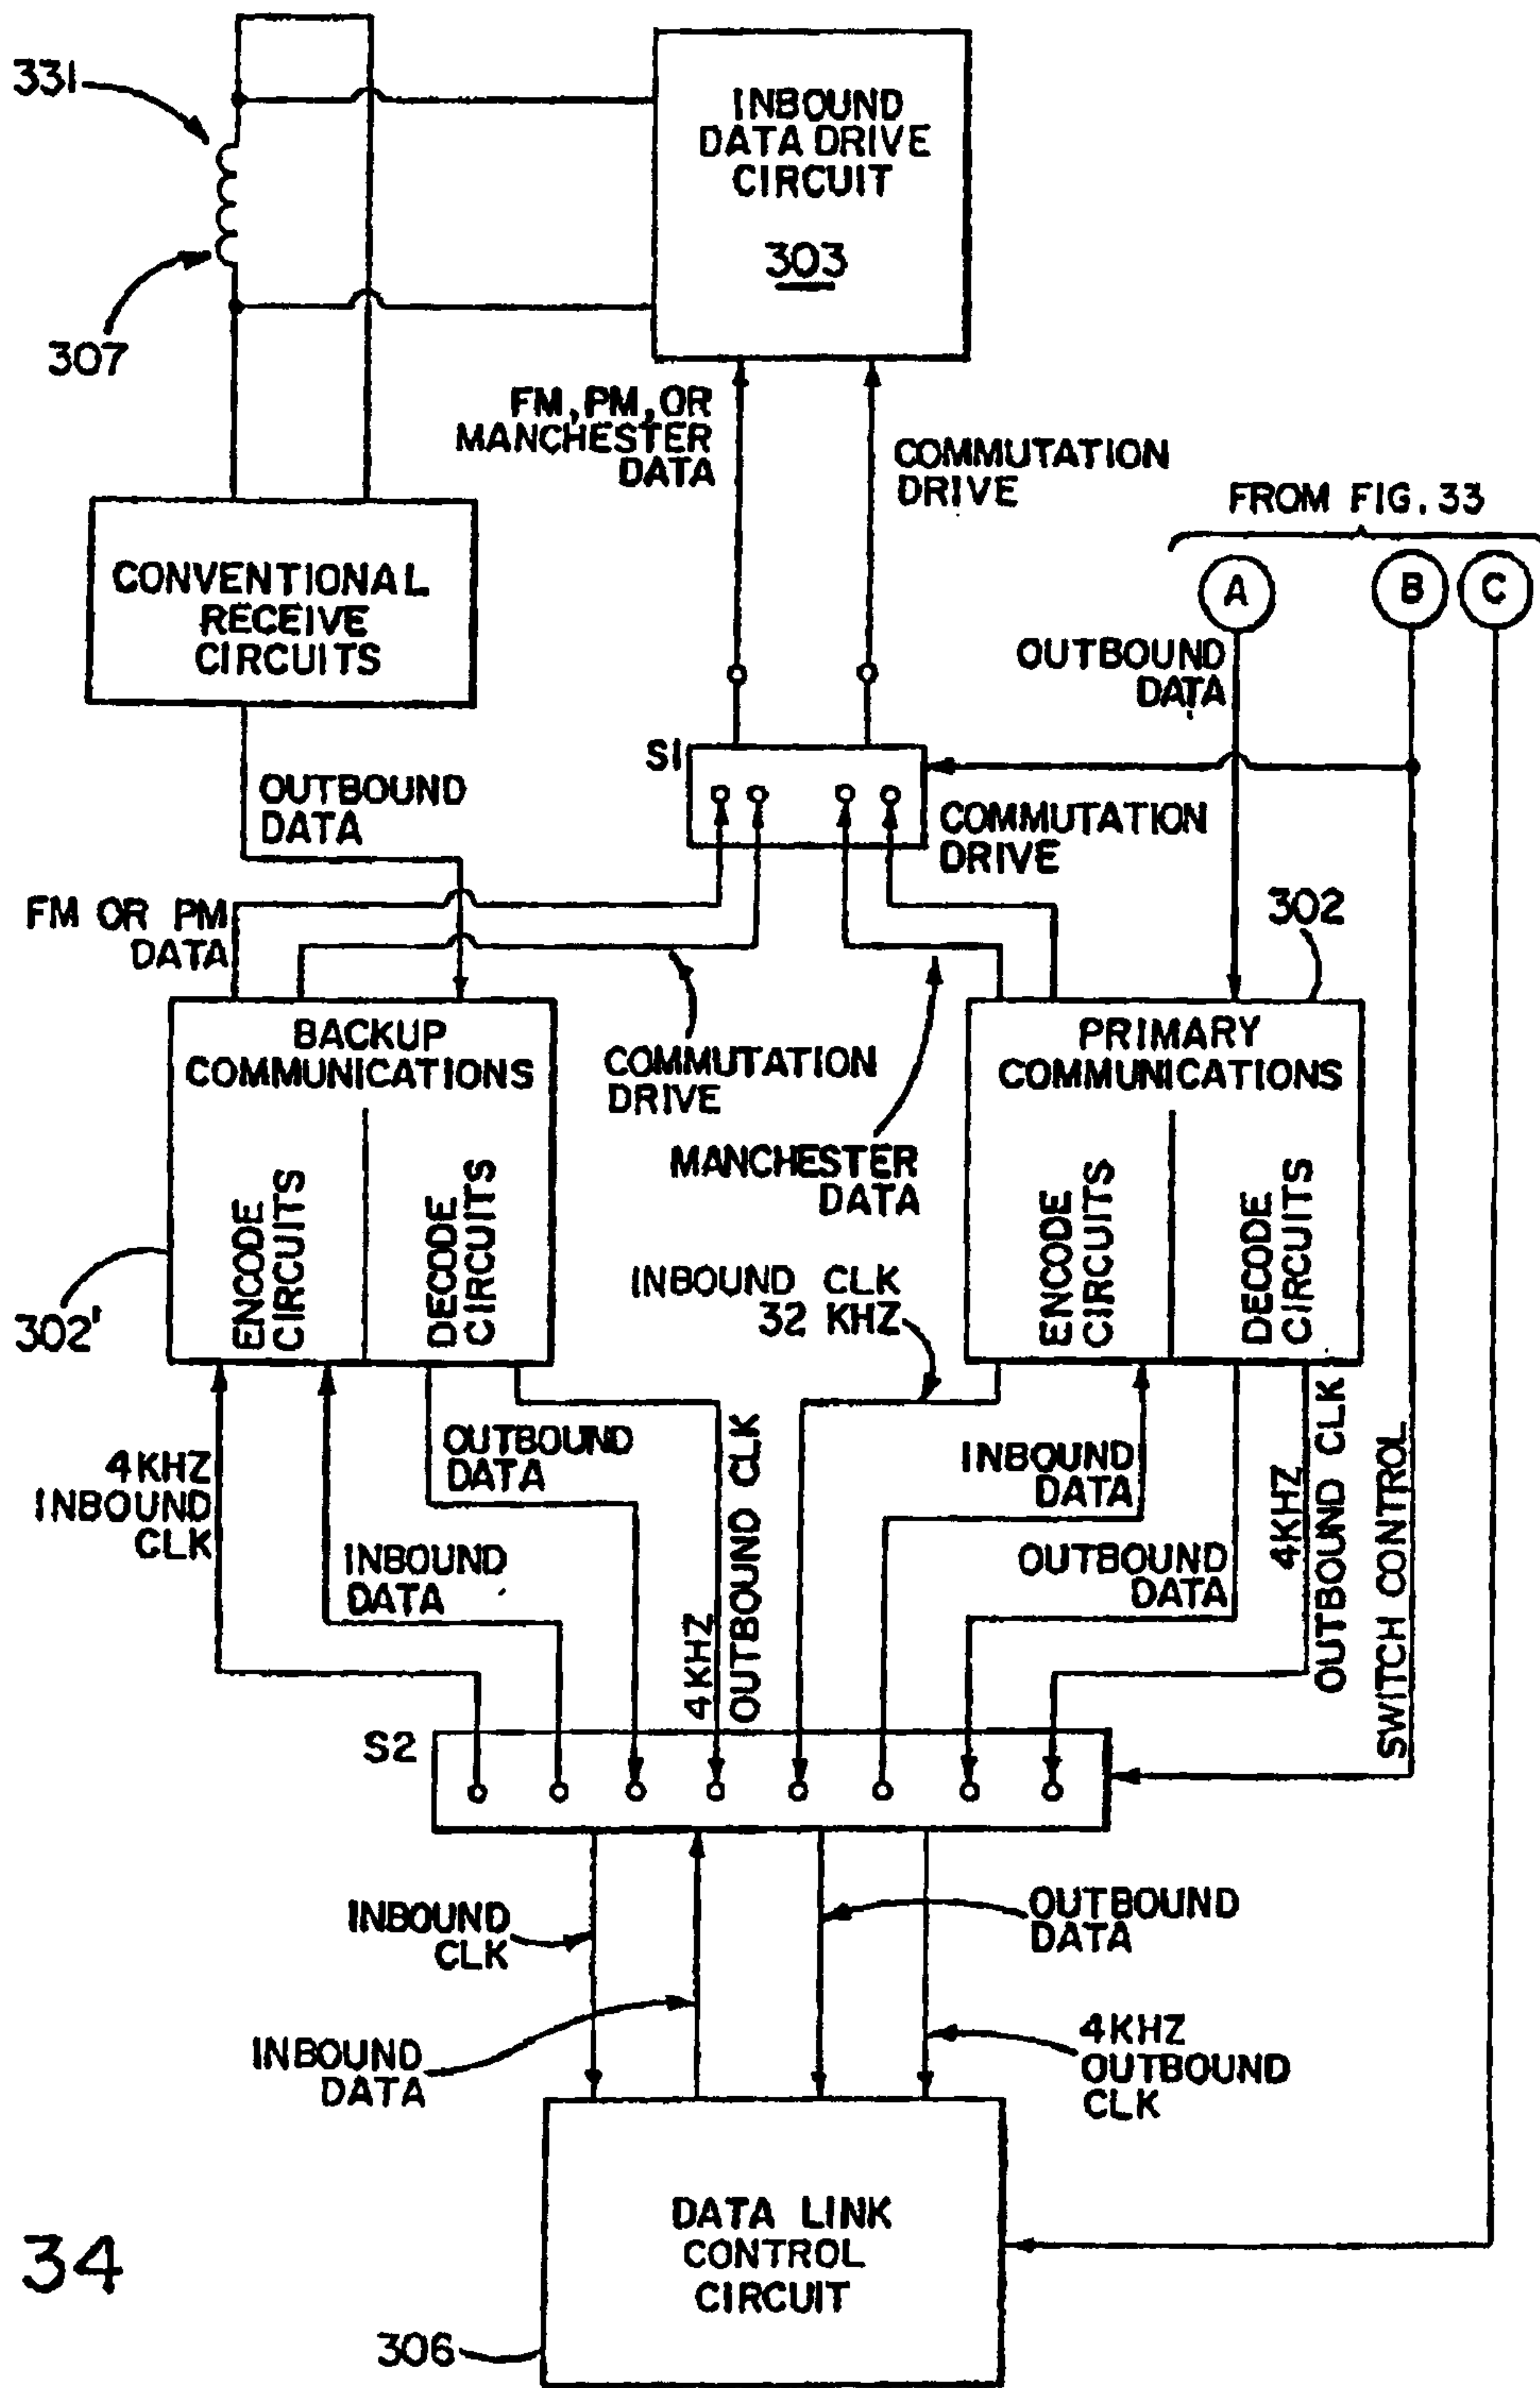 331
INBOUND
DATA DRIVE
CIRCUIT
303
307
FM, PM, OR
MANCHESTER
DATA
COMMUTATION
DRIVE
FROM FIG. 33
A
B
C
CONVENTIONAL
RECEIVE
CIRCUITS
OUTBOUND
DATA
S1
OUTBOUND
DATA
COMMUTATION
DRIVE
FM OR PM
DATA
302
BACKUP
COMMUNICATIONS
ENCODE
CIRCUITS
DECODE
CIRCUITS
302'
COMMUTATION
DRIVE
MANCHESTER
DATA
PRIMARY
COMMUNICATIONS
ENCODE
CIRCUITS
DECODE
CIRCUITS
INBOUND CLK
32 KHZ
4KHZ
INBOUND
CLK
INBOUND
DATA
OUTBOUND
DATA
4KHZ
OUTBOUND CLK
INBOUND
DATA
OUTBOUND
DATA
4KHZ
OUTBOUND CLK
SWITCH CONTROL
S2
INBOUND
CLK
OUTBOUND
DATA
INBOUND
DATA
4KHZ
OUTBOUND
CLK
DATA LINK
CONTROL
CIRCUIT
34
306